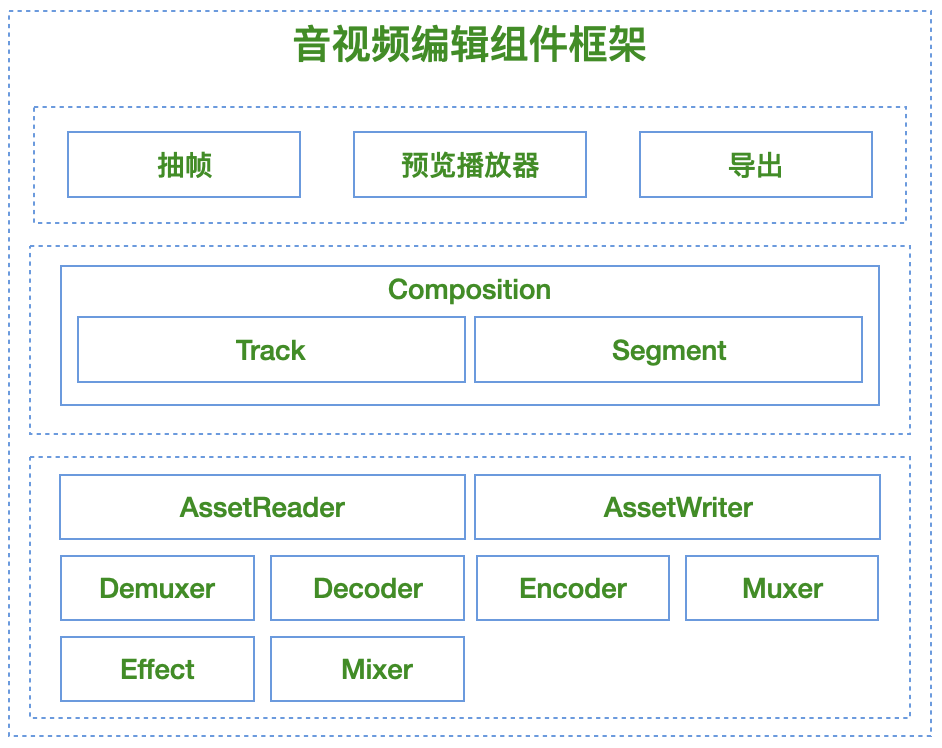 音视频编辑组件框架
抽帧 预览播放器 导出
Composition
Track Segment
AssetReader AssetWriter
Demuxer Decoder Encoder Muxer
Effect Mixer